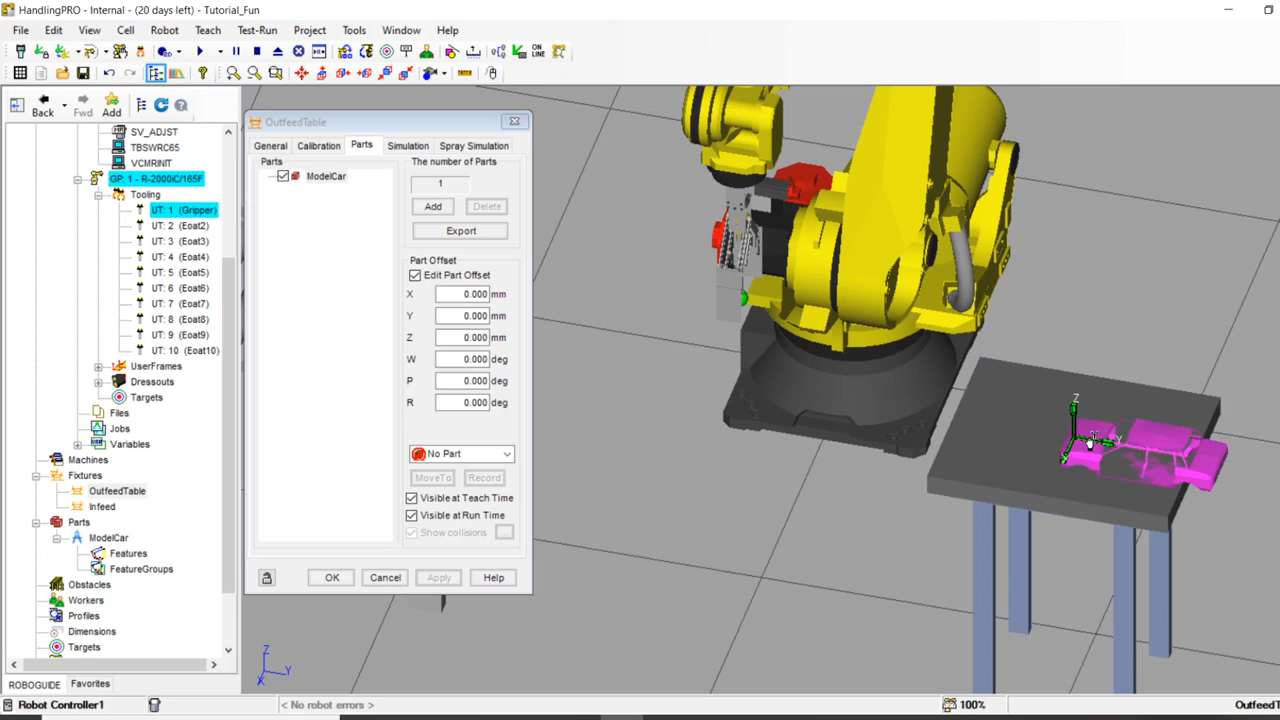 HandlingPRO - Internal - (20 days left) - Tutorial_Fun
File Edit View Cell Robot Teach Test-Run Project Tools Window Help
ON LINE
Back Fwd Add
SV_ADJST
TBSWRC65
VCMRINIT
GP: 1 - R-2000iC/165F
Tooling
UT: 1 (Gripper)
UT: 2 (Eoat2)
UT: 3 (Eoat3)
UT: 4 (Eoat4)
UT: 5 (Eoat5)
UT: 6 (Eoat6)
UT: 7 (Eoat7)
UT: 8 (Eoat8)
UT: 9 (Eoat9)
UT: 10 (Eoat10)
UserFrames
Dressouts
Targets
Files
Jobs
Variables
Machines
Fixtures
OutfeedTable
Infeed
Parts
ModelCar
Features
FeatureGroups
Obstacles
Workers
Profiles
Dimensions
Targets
ROBOGUIDE Favorites
OutfeedTable
General Calibration Parts Simulation Spray Simulation
Parts
ModelCar
The number of Parts
1
Add Delete
Export
Part Offset
Edit Part Offset
X 0.000 mm
Y 0.000 mm
Z 0.000 mm
W 0.000 deg
P 0.000 deg
R 0.000 deg
No Part
MoveTo Record
Visible at Teach Time
Visible at Run Time
Show collisions ...
OK Cancel Apply Help
Z
Y
Z
Y
X
Robot Controller1 < No robot errors > 100% OutfeedT